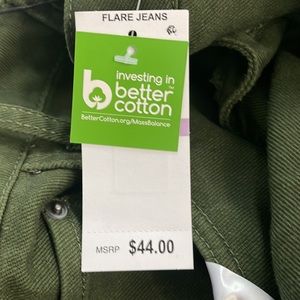 FLARE JEANS
investing in
better
cotton
BetterCotton.org/MassBalance
MSRP $44.00